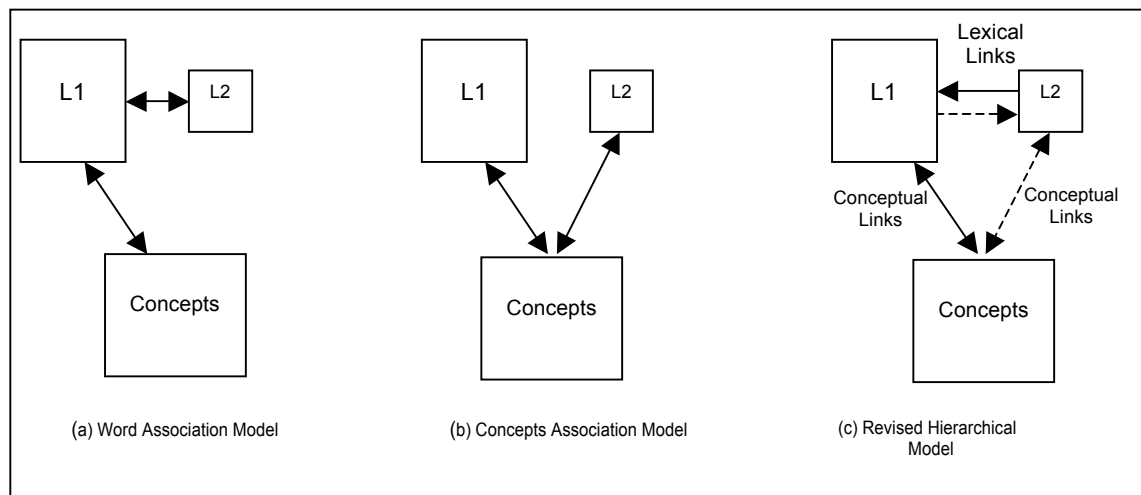 L1
L2
Concepts
(a) Word Association Model
L1
L2
Concepts
(b) Concepts Association Model
Lexical
Links
L1
L2
Conceptual
Links
Conceptual
Links
Concepts
(c) Revised Hierarchical
Model